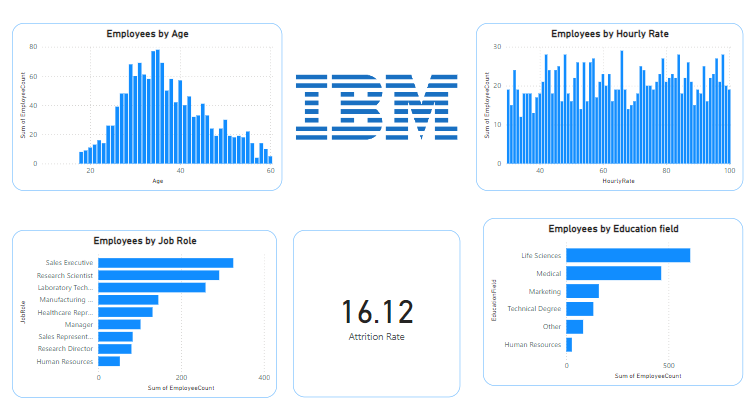 Employees by Age
Sum of EmployeeCount
80
60
40
20
0
20
40
60
Age
IBM
Employees by Hourly Rate
Sum of EmployeeCount
30
20
10
0
40
60
80
100
HourlyRate
Employees by Job Role
JobRole
Sales Executive
Research Scientist
Laboratory Tech...
Manufacturing ...
Healthcare Repr...
Manager
Sales Represent...
Research Director
Human Resources
0
200
400
Sum of EmployeeCount
16.12
Attrition Rate
Employees by Education field
EducationField
Life Sciences
Medical
Marketing
Technical Degree
Other
Human Resources
0
500
Sum of EmployeeCount